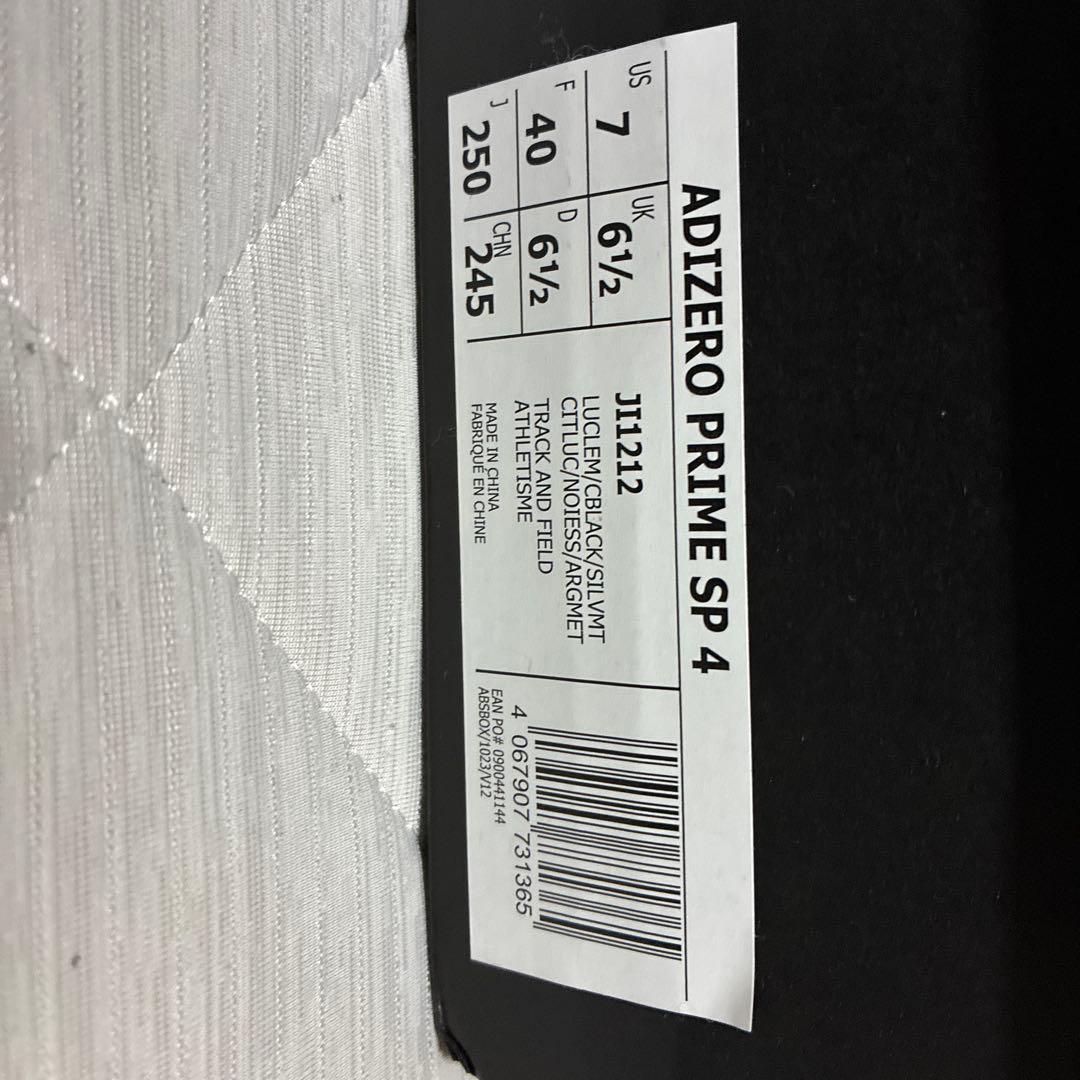 ADIZERO PRIME SP 4
US 7 UK 6½
F 40 D 6½
J 250 CHN 245
JI1212
LUCLEM/CBLACK/SILVMT
CITLUC/NOIESS/ARGMET
TRACK AND FIELD
ATHLETISME
MADE IN CHINA
FABRIQUÉ EN CHINE
4 067907 731365
EAN PO# 0900441144
ABSBOX/1023/V12